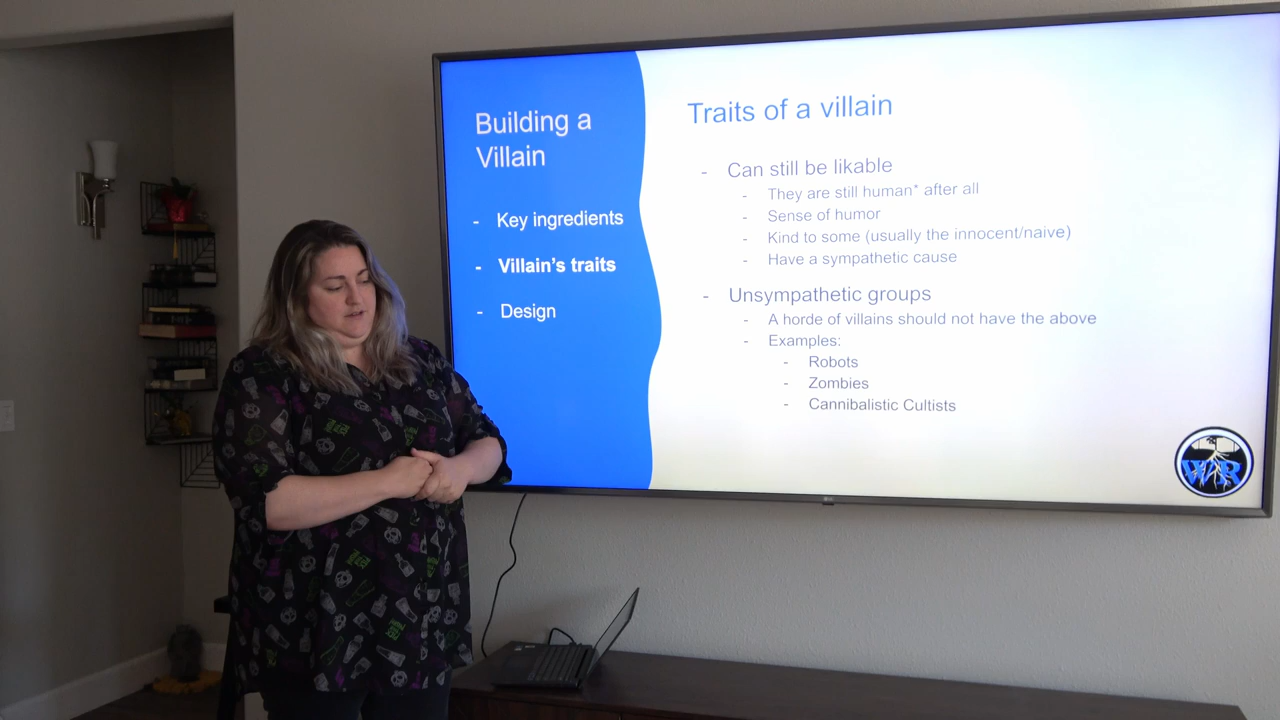 Building a
Villain
- Key ingredients
- Villain's traits
- Design
Traits of a villain
- Can still be likable
- They are still human* after all
- Sense of humor
- Kind to some (usually the innocent/naive)
- Have a sympathetic cause
- Unsympathetic groups
- A horde of villains should not have the above
- Examples:
- Robots
- Zombies
- Cannibalistic Cultists
WR